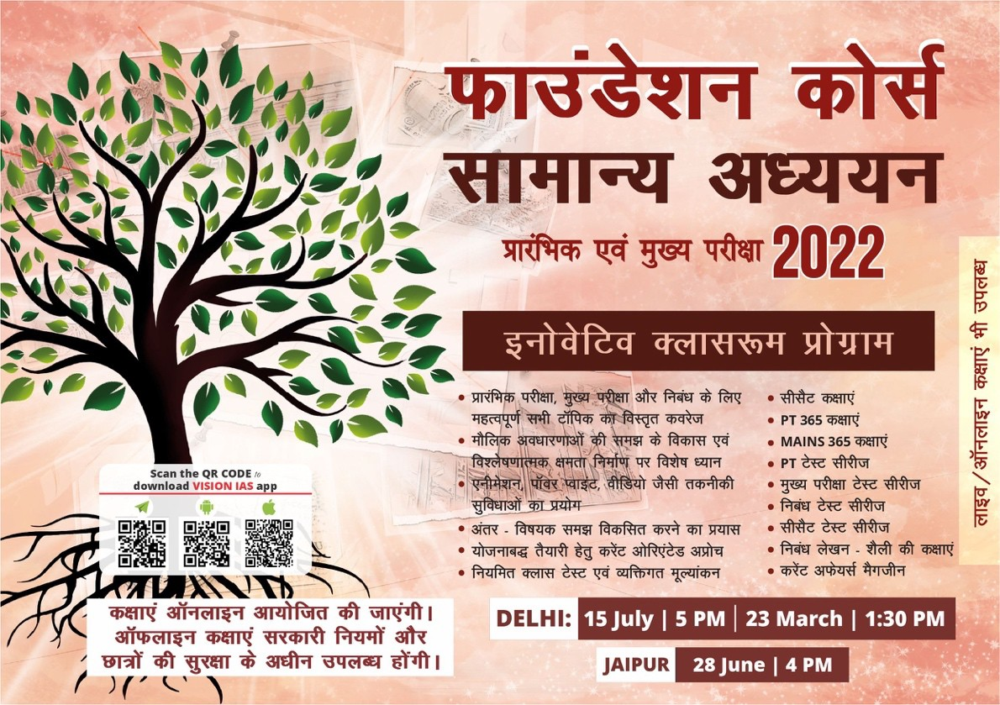 फाउंडेशन कोर्स
सामान्य अध्ययन
प्रारंभिक एवं मुख्य परीक्षा 2022
इनोवेटिव क्लासरूम प्रोग्राम
• प्रारंभिक परीक्षा, मुख्य परीक्षा और निबंध के लिए
महत्वपूर्ण सभी टॉपिक का विस्तृत कवरेज
• मौलिक अवधारणाओं की समझ के विकास एवं
विश्लेषणात्मक क्षमता निर्माण पर विशेष ध्यान
• एनीमेशन, पॉवर प्वाइंट, वीडियो जैसी तकनीकी
सुविधाओं का प्रयोग
• अंतर - विषयक समझ विकसित करने का प्रयास
• योजनाबद्ध तैयारी हेतु करेंट ओरिएंटेड अप्रोच
• नियमित क्लास टेस्ट एवं व्यक्तिगत मूल्यांकन
• सीसैट कक्षाएं
• PT 365 कक्षाएं
• MAINS 365 कक्षाएं
• PT टेस्ट सीरीज
• मुख्य परीक्षा टेस्ट सीरीज
• निबंध टेस्ट सीरीज
• सीसैट टेस्ट सीरीज
• निबंध लेखन - शैली की कक्षाएं
• करेंट अफेयर्स मैगजीन
लाइव / ऑनलाइन कक्षाएं भी उपलब्ध
Scan the QR CODE to
download VISION IAS app
कक्षाएं ऑनलाइन आयोजित की जाएंगी।
ऑफलाइन कक्षाएं सरकारी नियमों और
छात्रों की सुरक्षा के अधीन उपलब्ध होंगी।
DELHI: 15 July | 5 PM | 23 March | 1:30 PM
JAIPUR 28 June | 4 PM